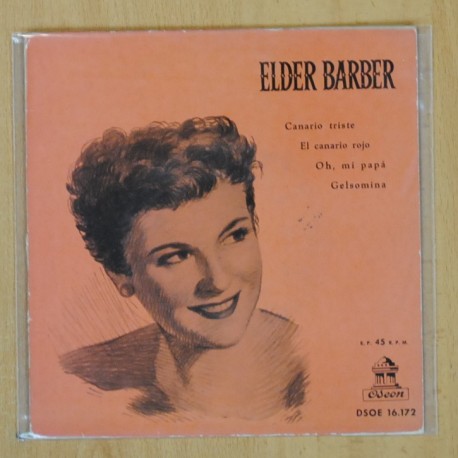 ELDER BARBER
Canario triste
El canario rojo
Oh, mi papá
Gelsomina
E.P. 45 R.P.M.
Odeon
DSOE 16.172